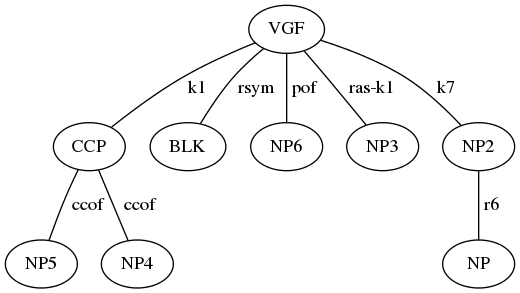 VGF
k1 rsym pof ras-k1 k7
CCP BLK NP6 NP3 NP2
ccof ccof r6
NP5 NP4 NP